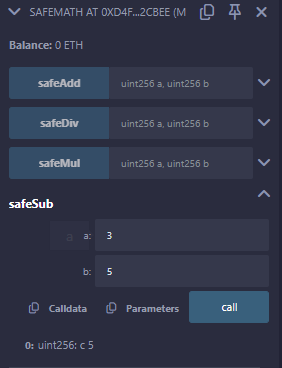 SAFEMATH AT 0XD4F...2CBEE (M
Balance: 0 ETH
safeAdd uint256 a, uint256 b
safeDiv uint256 a, uint256 b
safeMul uint256 a, uint256 b
safeSub
a: 3
b: 5
Calldata Parameters call
0: uint256: c 5